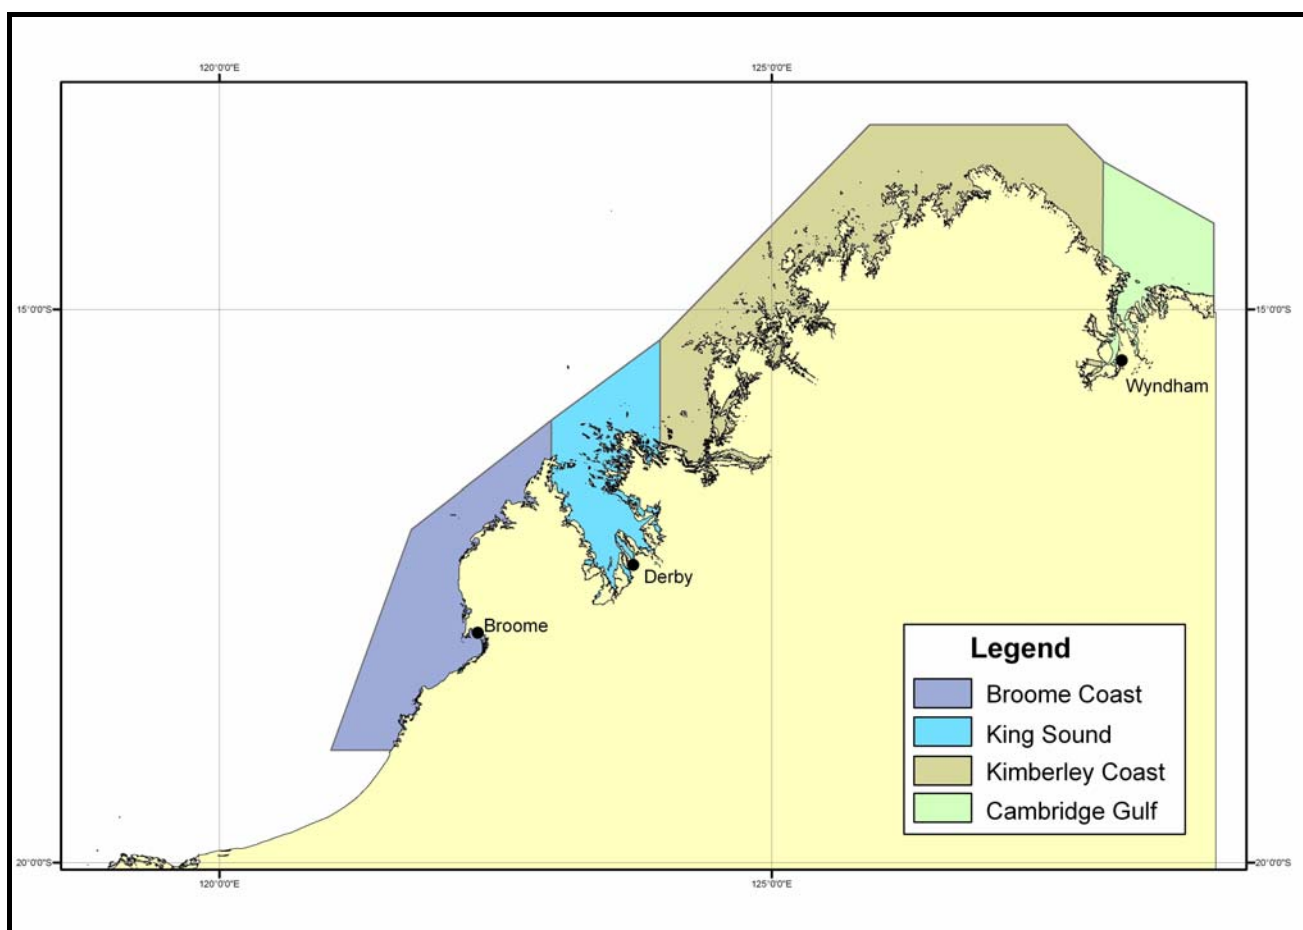 120°0'0"E
125°0'0"E
15°0'0"S
15°0'0"S
Wyndham
Derby
Broome
Legend
Broome Coast
King Sound
Kimberley Coast
Cambridge Gulf
20°0'0"S
20°0'0"S
120°0'0"E
125°0'0"E